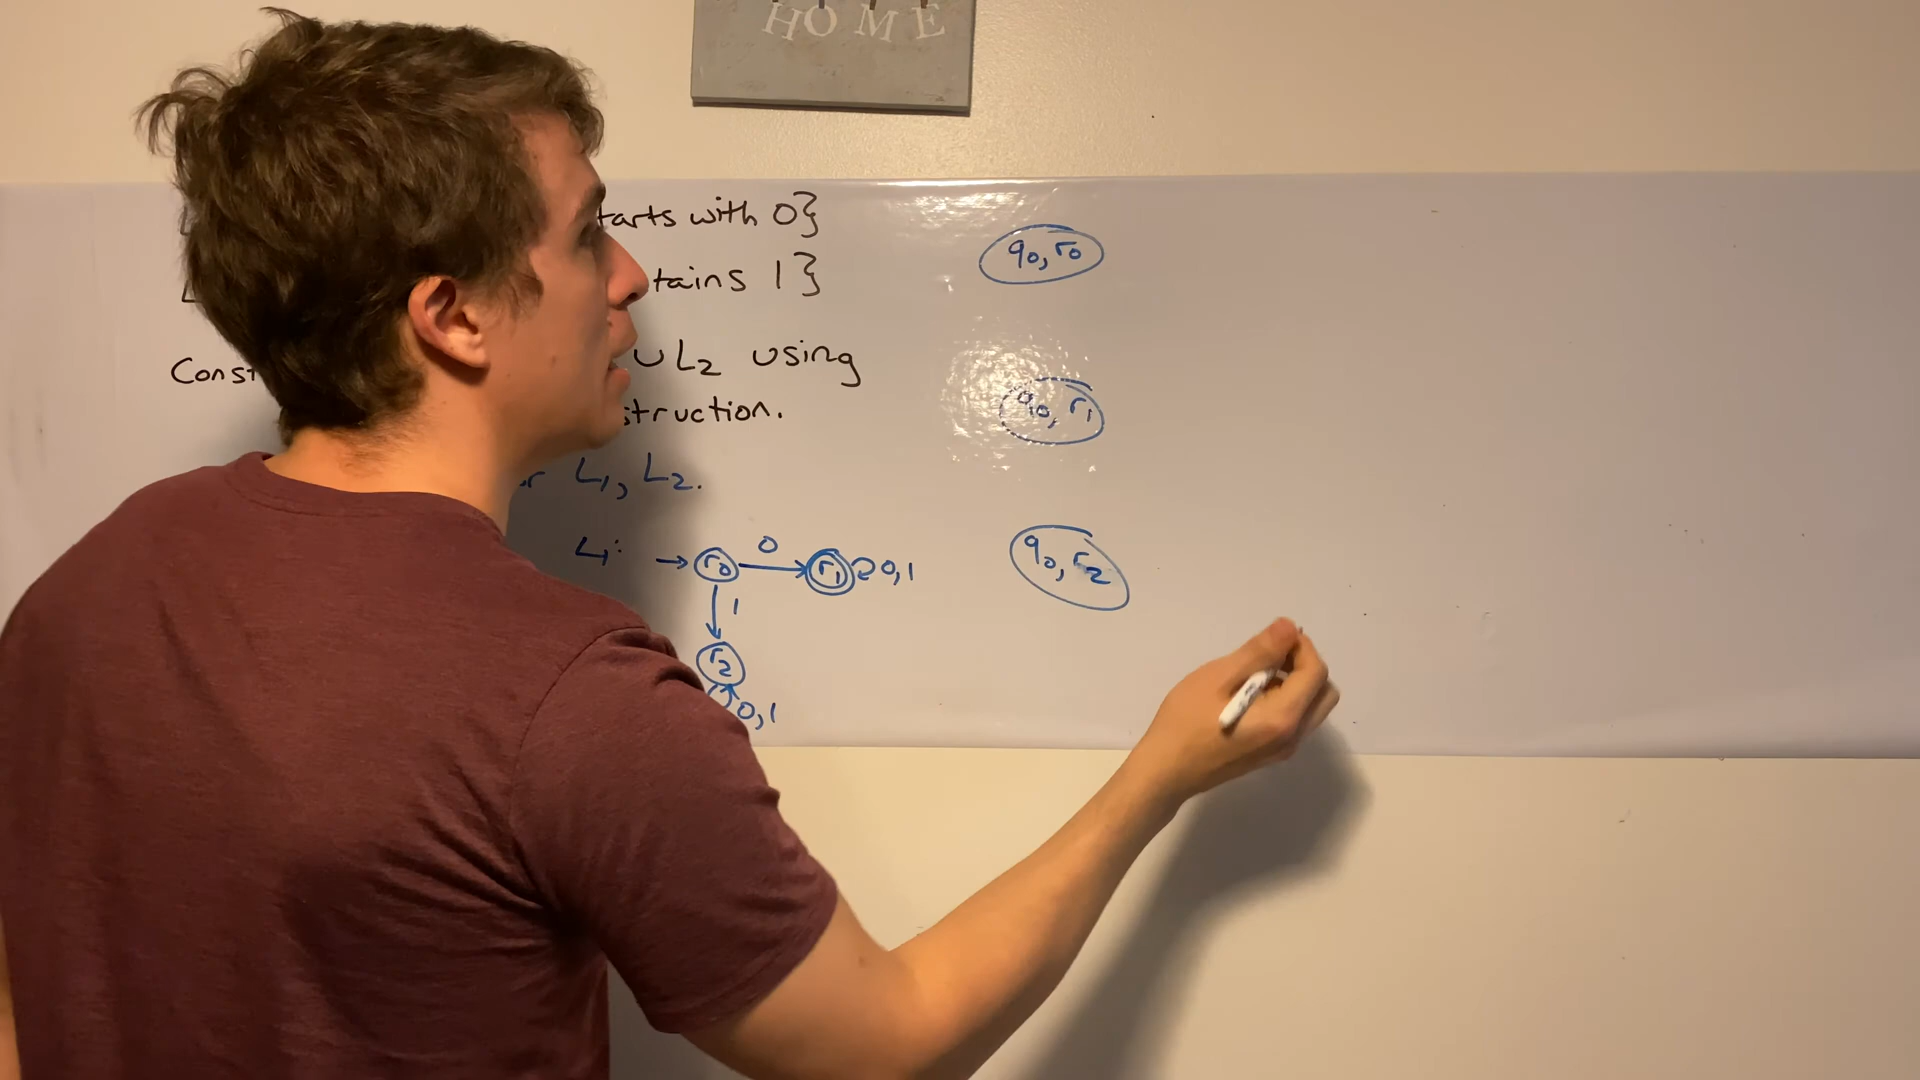 HOME
tarts with 0}
tains 1}
Const ∪ L₂ using
struction.
r L₁, L₂.
L₁: → r₀ 0 r₁ 0,1
1
r₂
0,1
q₀, r₀
q₀, r₁
q₀, r₂